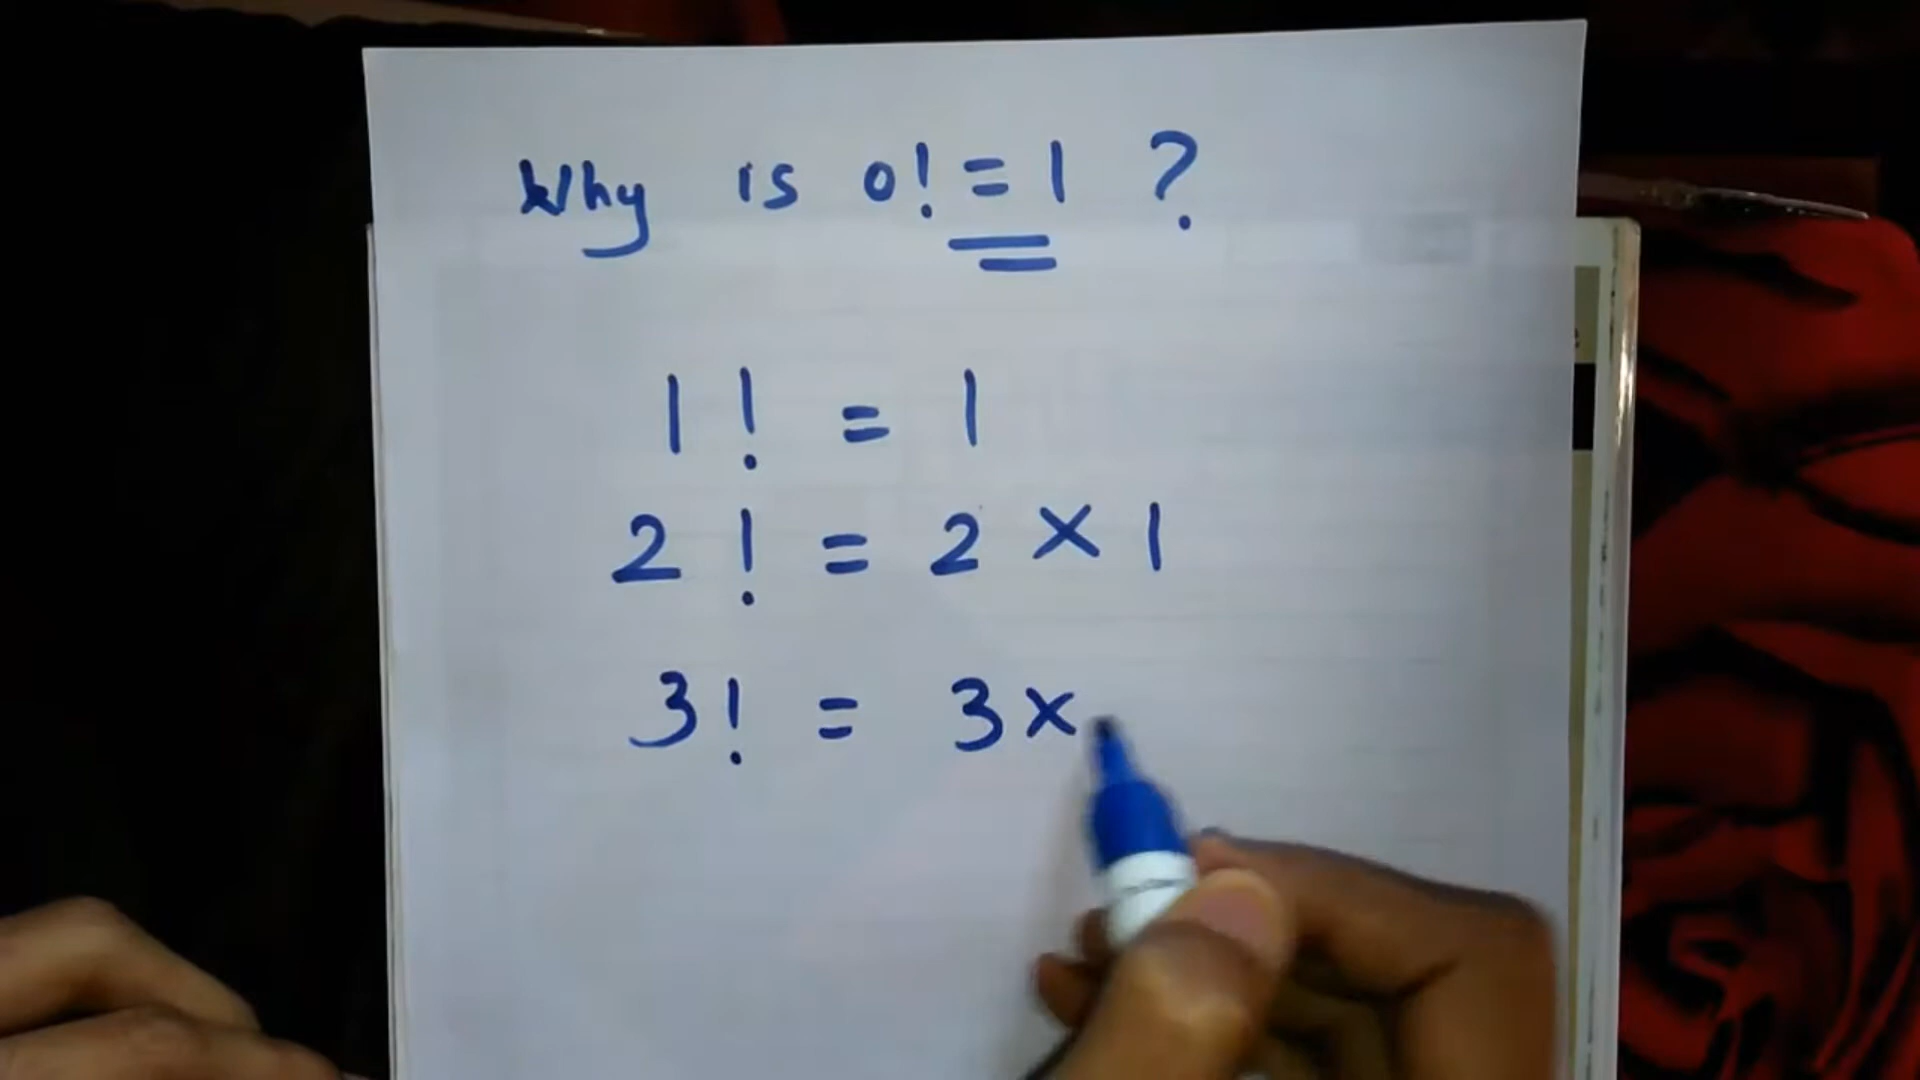 Why is 0! = 1 ?
1 ! = 1
2 ! = 2 × 1
3 ! = 3 ×